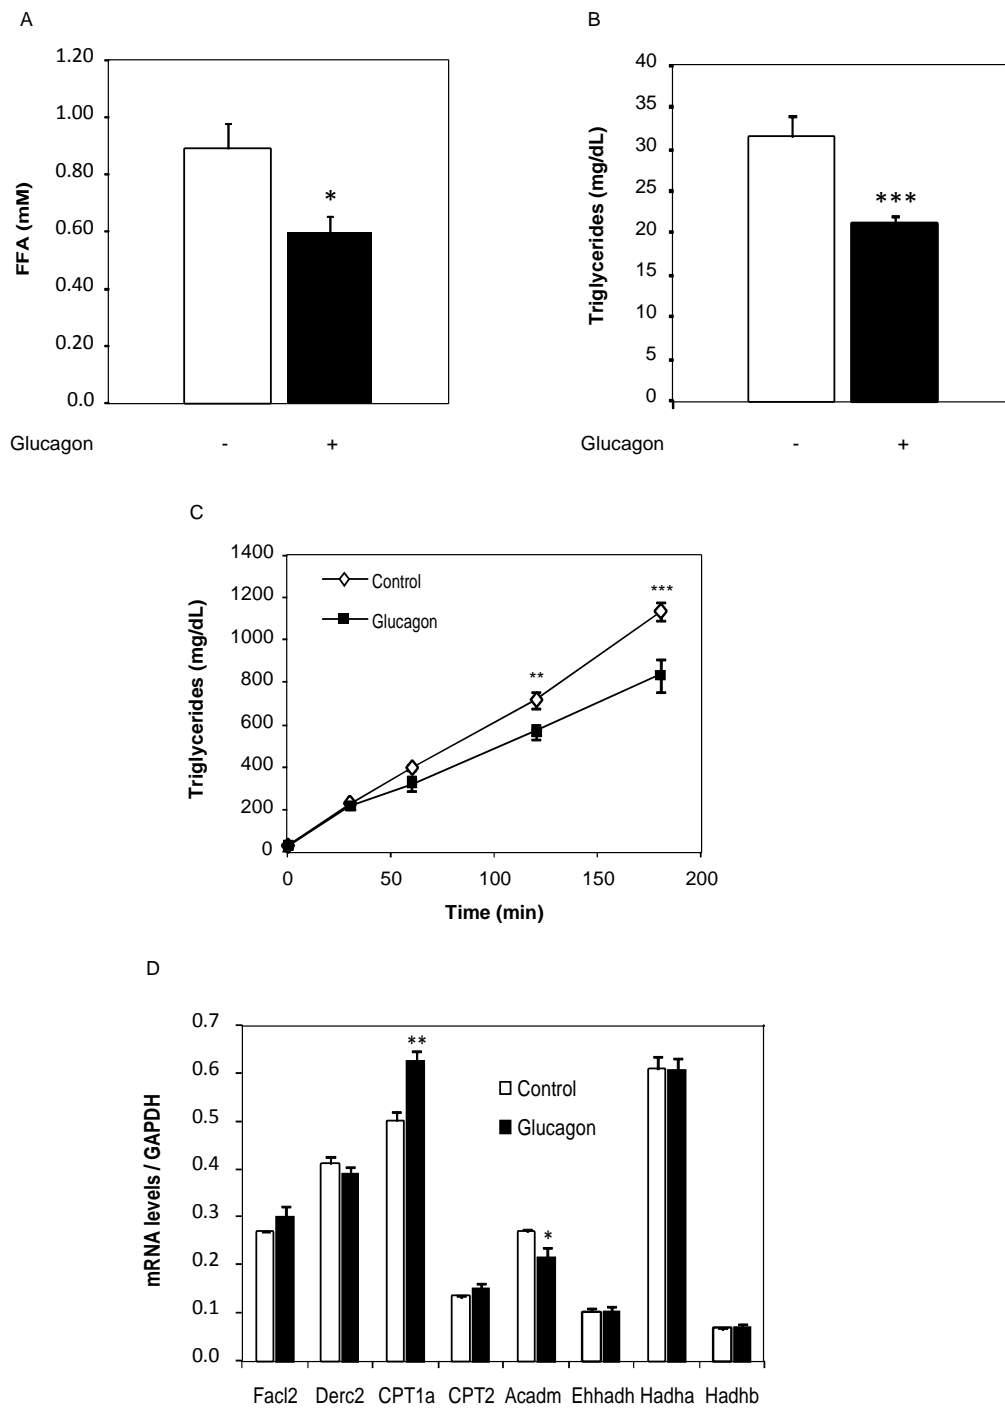 A
1.20
1.00
0.80
0.60
0.40
0.20
0.0
FFA (mM)
*
Glucagon - +
B
40
35
30
25
20
15
10
5
0
Triglycerides (mg/dL)
***
Glucagon - +
C
1400
1200
1000
800
600
400
200
0
Triglycerides (mg/dL)
Control
Glucagon
**
***
0 50 100 150 200
Time (min)
D
0.7
0.6
0.5
0.4
0.3
0.2
0.1
0.0
mRNA levels / GAPDH
**
*
Control
Glucagon
Facl2 Derc2 CPT1a CPT2 Acadm Ehhadh Hadha Hadhb